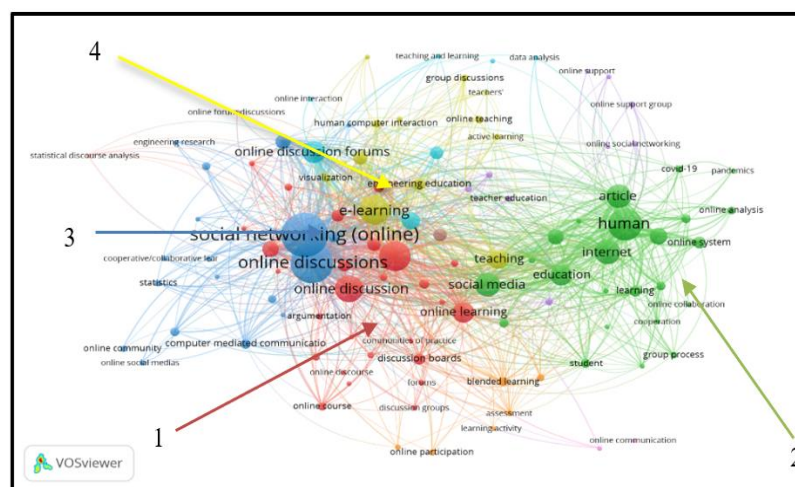 4
teaching and learning
data analysis
group discussions
online support
teachers'
online interaction
online forum discussions
online support group
human computer interaction
online teaching
engineering research
active learning
online social networking
online discussion forums
statistical discourse analysis
covid-19
pandemics
visualization
engineering education
teacher education
article
e-learning
online analysis
human
3
social networking (online)
online system
internet
cooperative/collaborative lear
online discussions
teaching
education
statistics
social media
learning
online discussion
online collaboration
online learning
argumentation
cooperation
computer mediated communicatio
communities of practice
online community
discussion boards
group process
online social medias
student
online discourse
forums
blended learning
online course
discussion groups
assessment
1
learning activity
online communication
2
online participation
VOSviewer